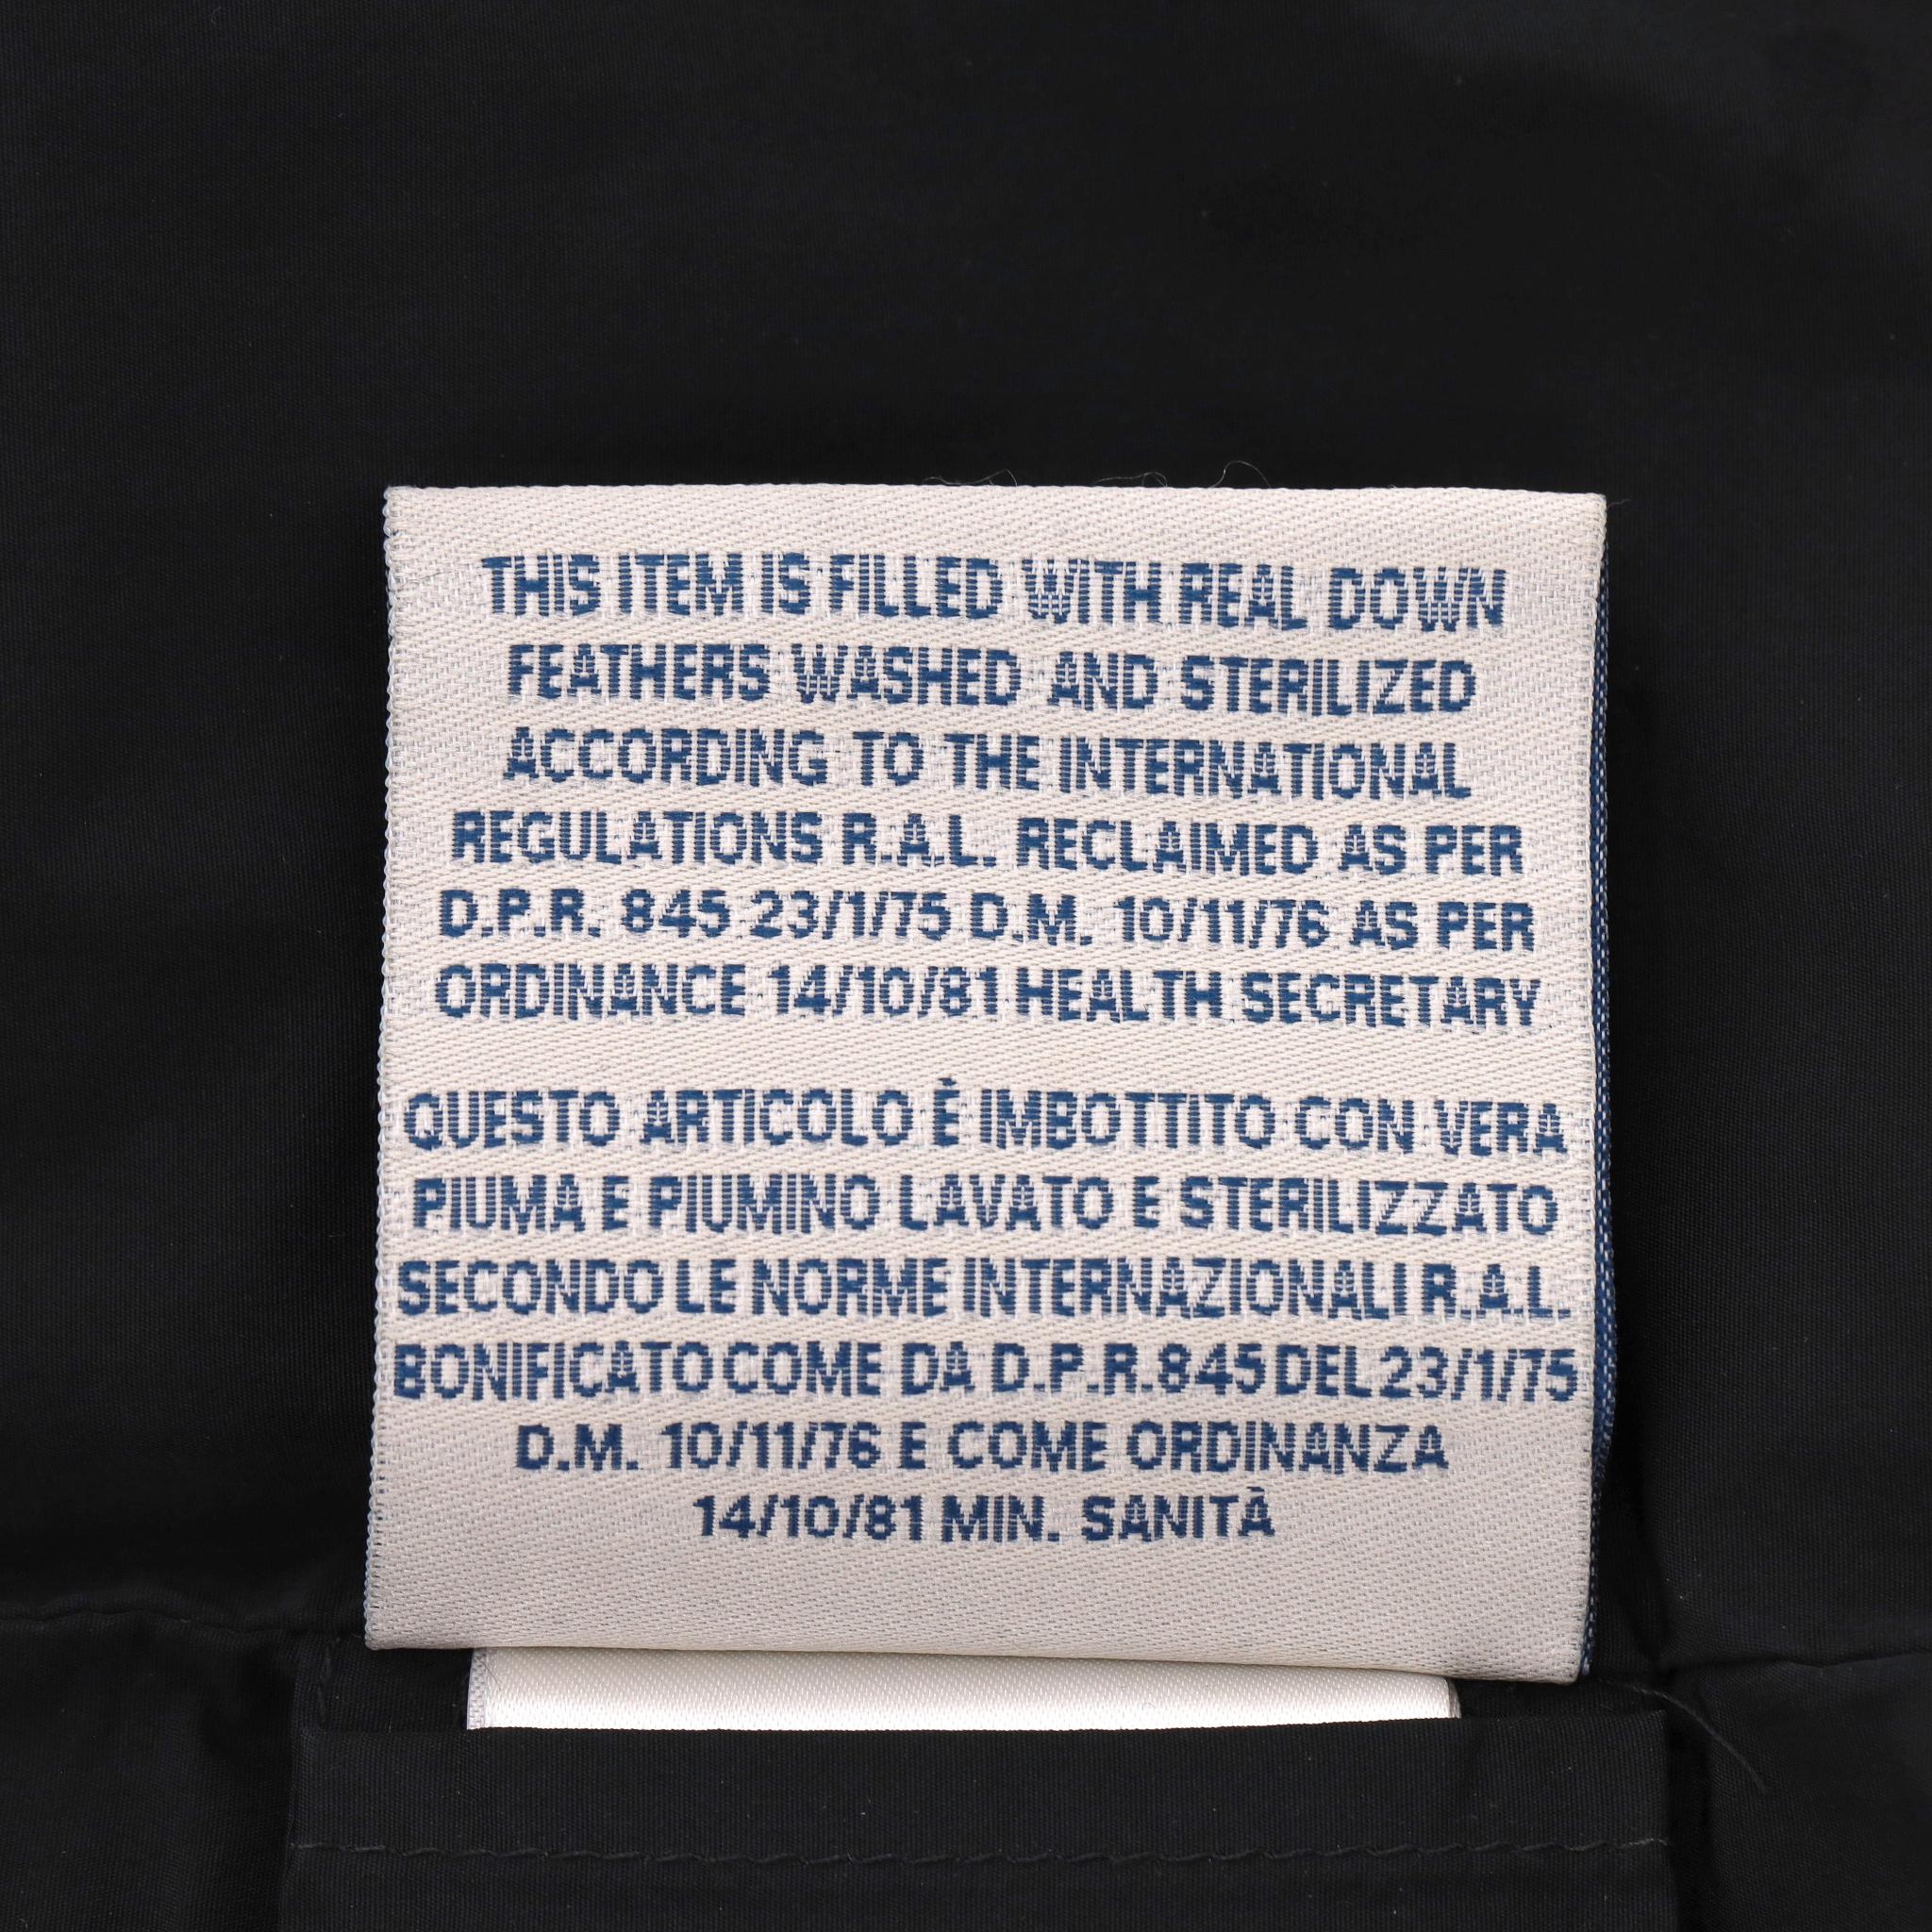 THIS ITEM IS FILLED WITH REAL DOWN
FEATHERS WASHED AND STERILIZED
ACCORDING TO THE INTERNATIONAL
REGULATIONS R.A.L. RECLAIMED AS PER
D.P.R. 845 23/1/75 D.M. 10/11/76 AS PER
ORDINANCE 14/10/81 HEALTH SECRETARY
QUESTO ARTICOLO È IMBOTTITO CON VERA
PIUMA E PIUMINO LAVATO E STERILIZZATO
SECONDO LE NORME INTERNAZIONALI R.A.L.
BONIFICATO COME DA D.P.R. 845 DEL 23/1/75
D.M. 10/11/76 E COME ORDINANZA
14/10/81 MIN. SANITÀ